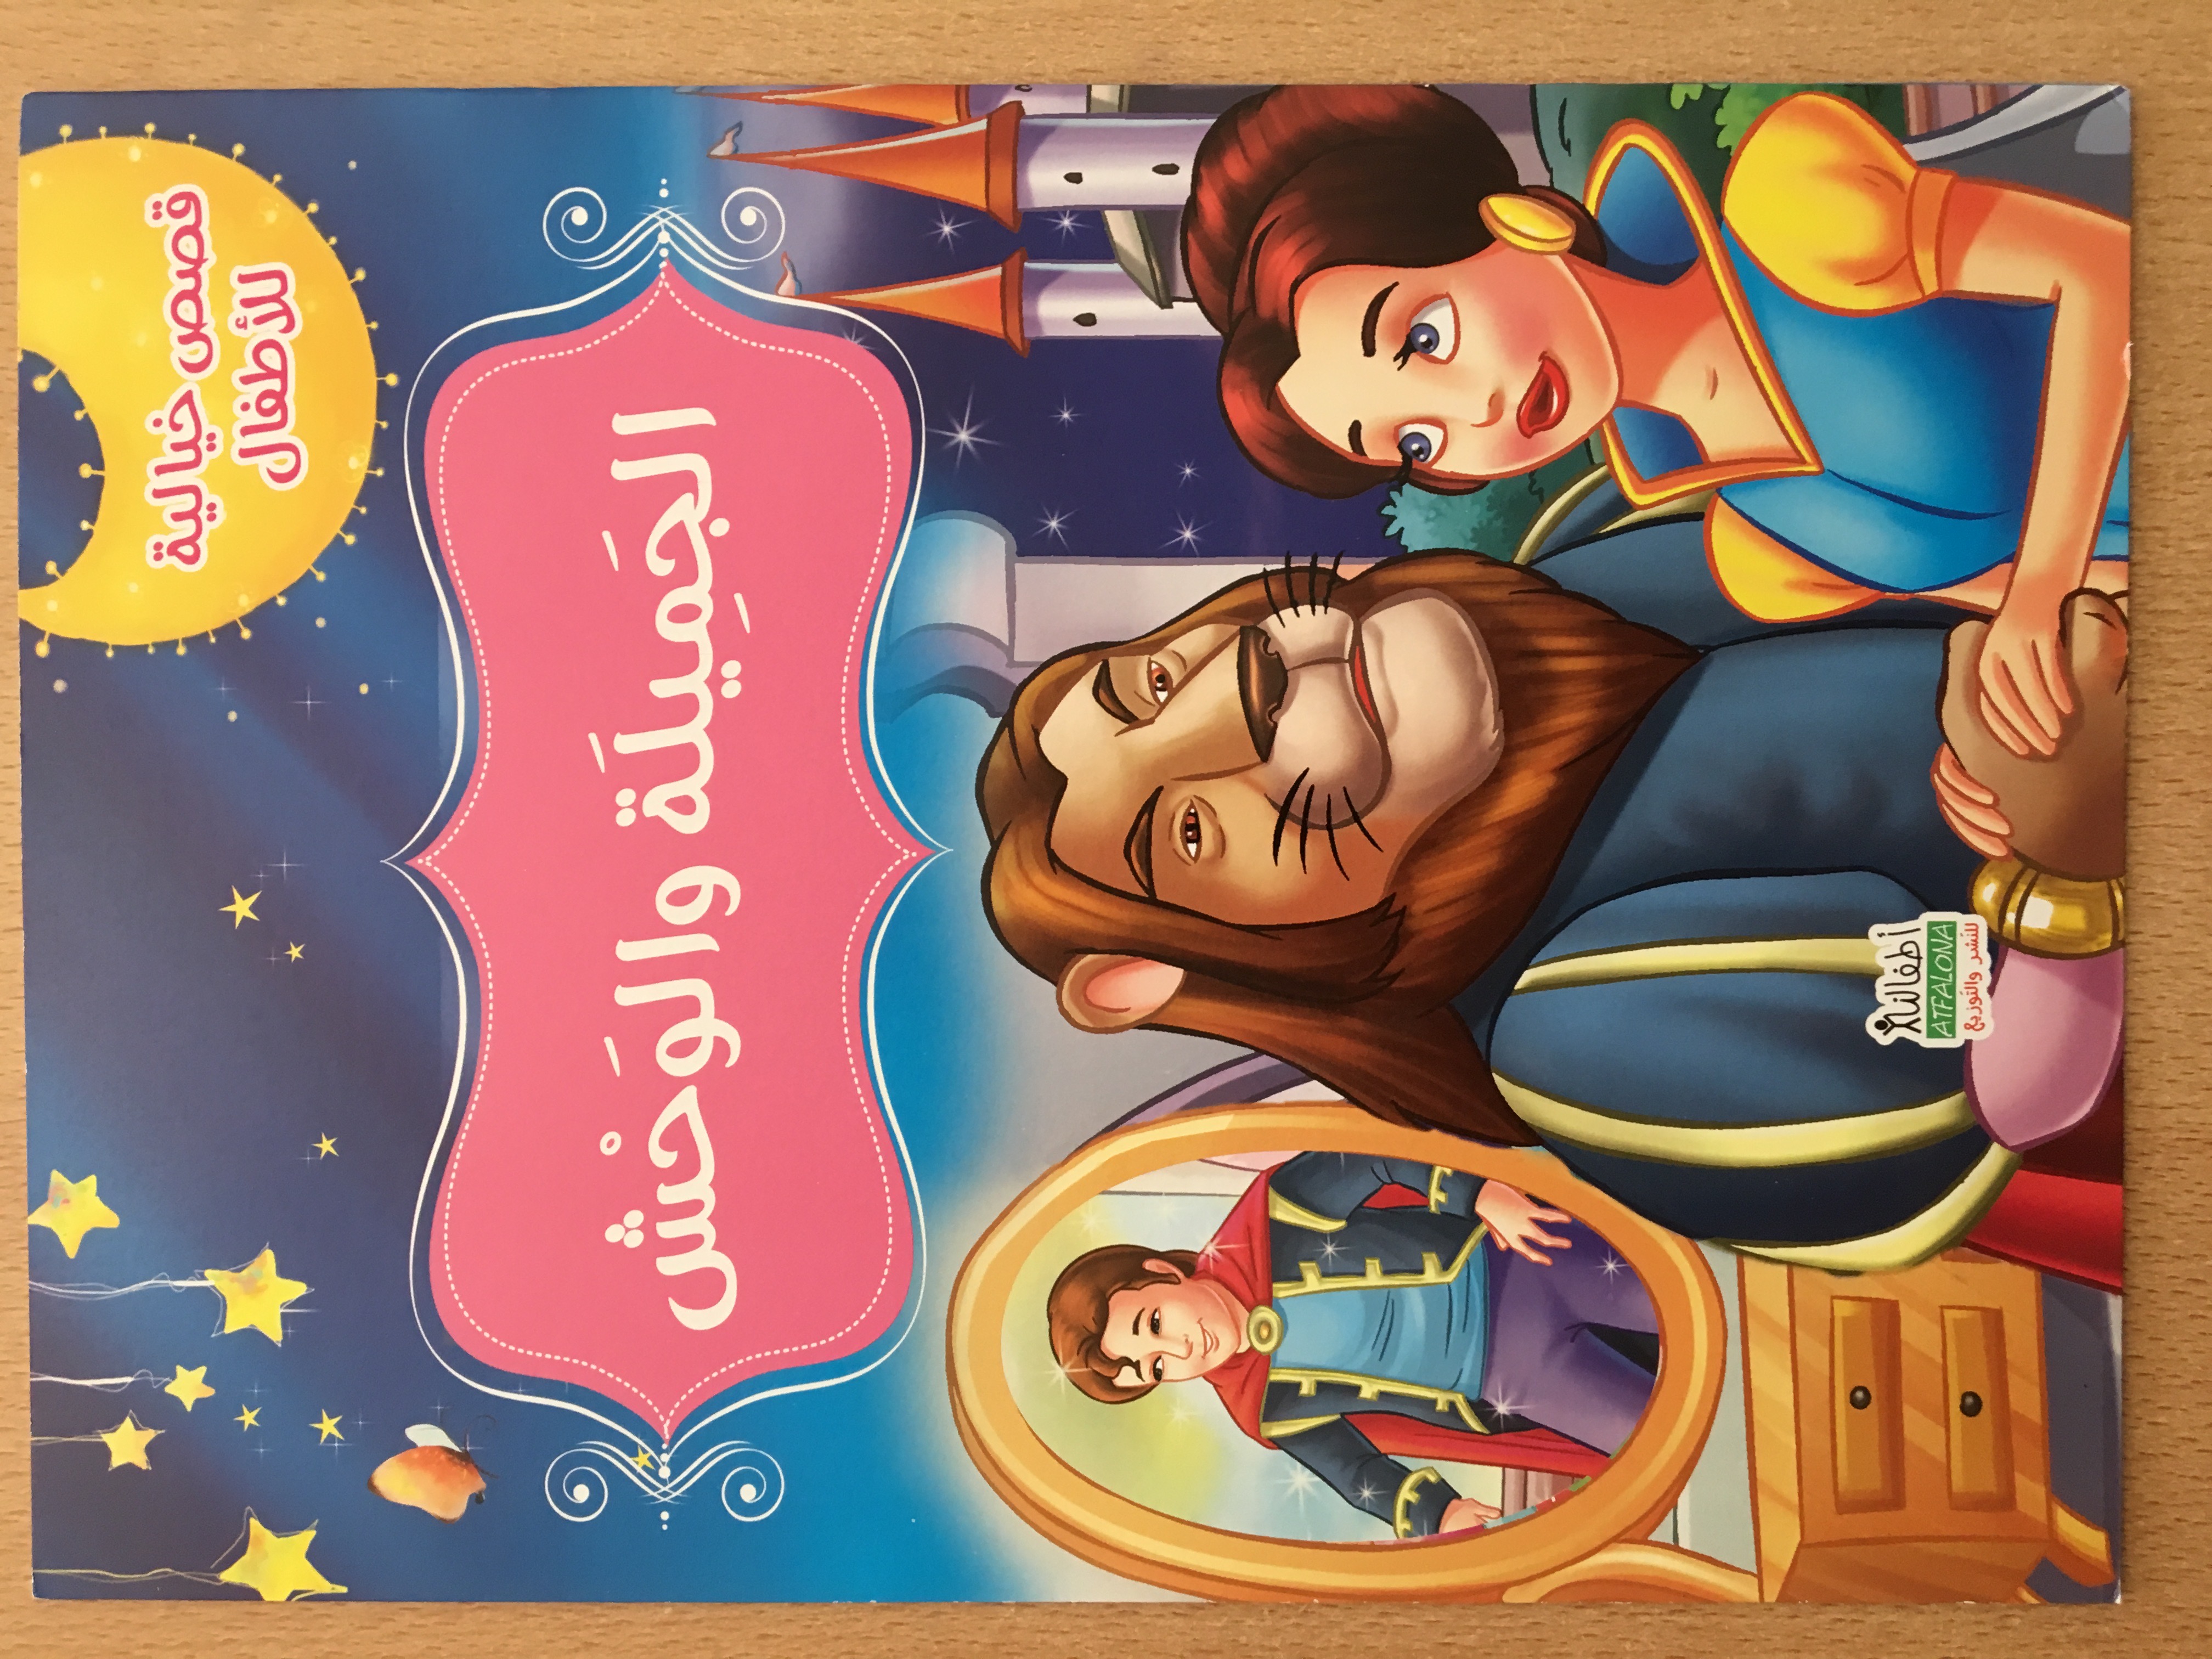 قصص خيالية
للأطفال
الجَمِيلَة والوَحْش
أطفالنا
ATFALONA
للنشر والتوزيع